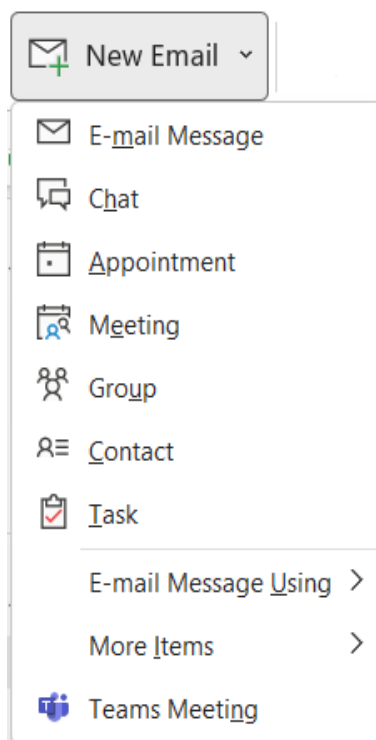 New Email
E-mail Message
Chat
Appointment
Meeting
Group
Contact
Task
E-mail Message Using
More Items
Teams Meeting